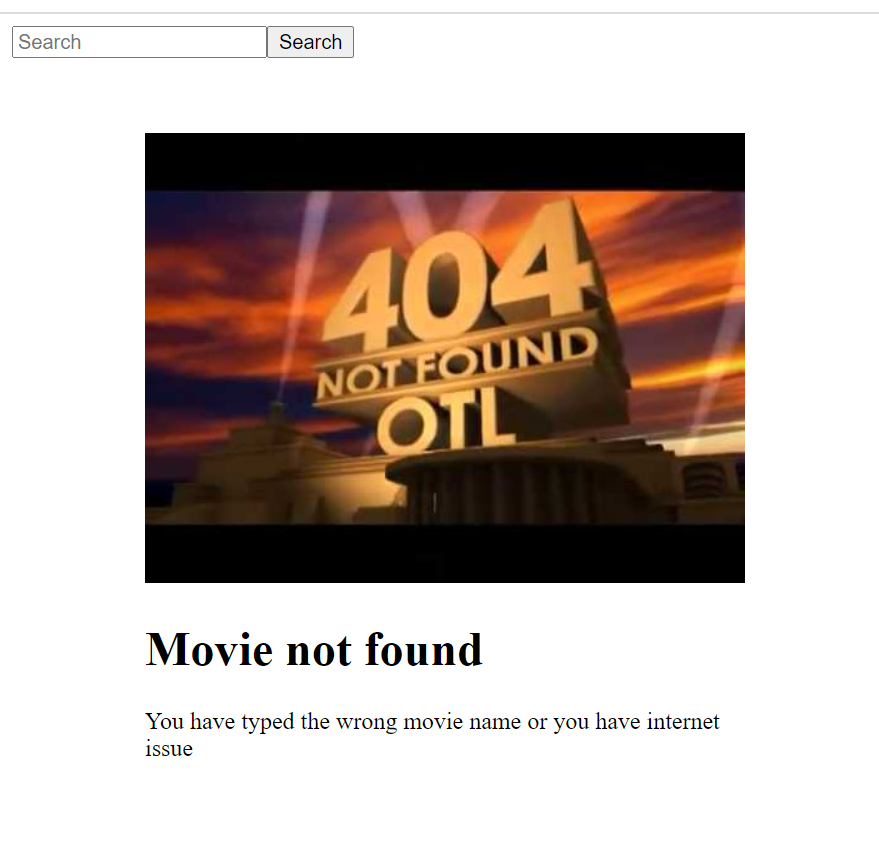 Search Search
404
NOT FOUND
OTL
Movie not found
You have typed the wrong movie name or you have internet
issue